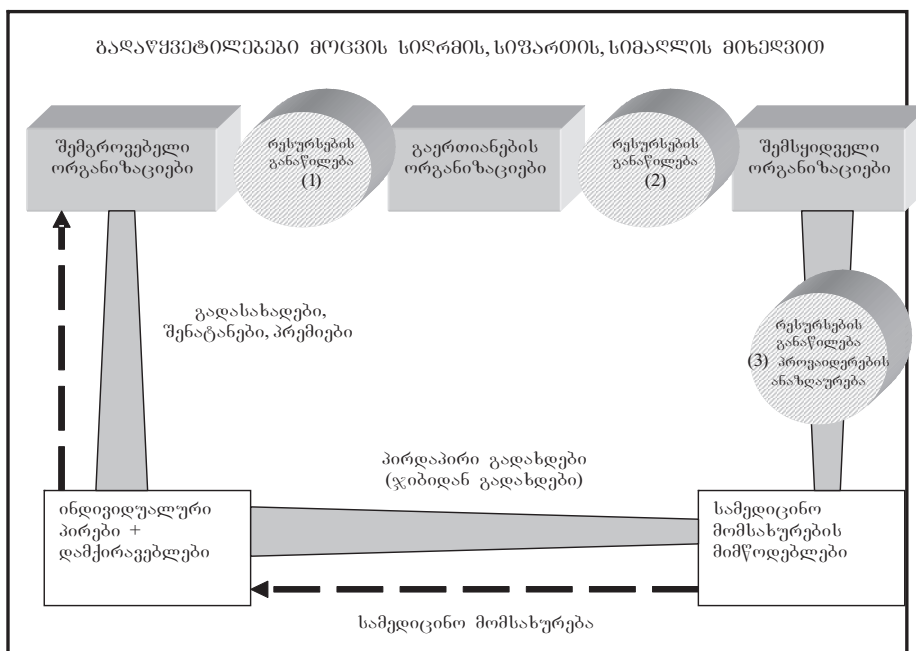 გადაწყვეტილებები მოცვის სიღრმის, სიფართის, სიმაღლის მიხედვით
შემგროვებელი
ორგანიზაციები
რესურსების
განაწილება
(1)
გაერთიანების
ორგანიზაციები
რესურსების
განაწილება
(2)
შემსყიდველი
ორგანიზაციები
გადასახადები,
შენატანები, პრემიები
რესურსების
განაწილება
(3) პროვაიდერების
ანაზღაურება
პირდაპირი გადახდები
(ჯიბიდან გადახდები)
ინდივიდუალური
პირები +
დამქირავებლები
სამედიცინო
მომსახურების
მიმწოდებლები
სამედიცინო მომსახურება